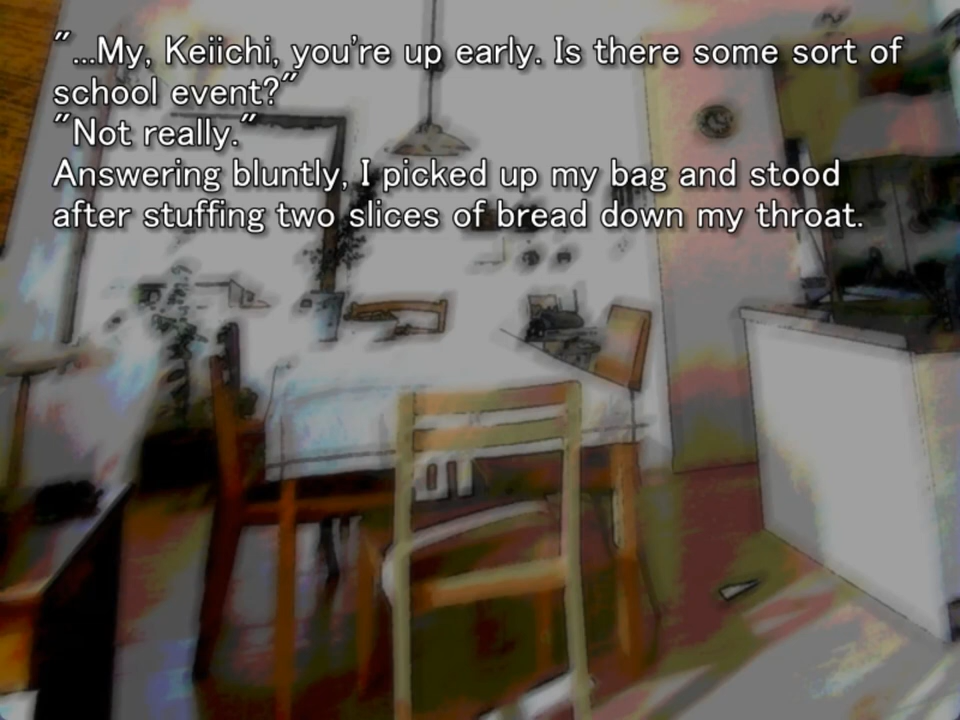 "...My, Keiichi, you're up early. Is there some sort of
school event?"
"Not really."
Answering bluntly, I picked up my bag and stood
after stuffing two slices of bread down my throat.